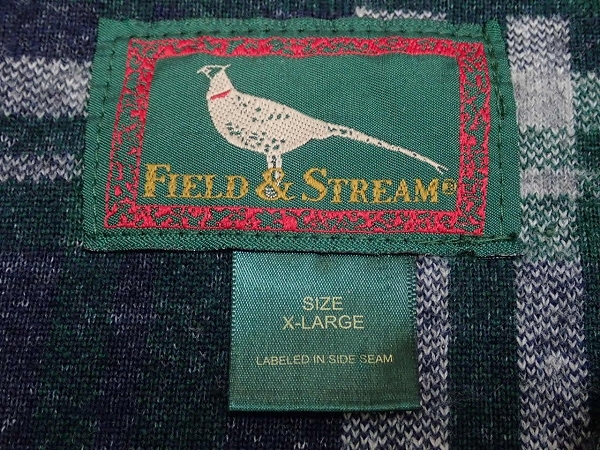 FIELD & STREAM®
SIZE
X-LARGE
LABELED IN SIDE SEAM